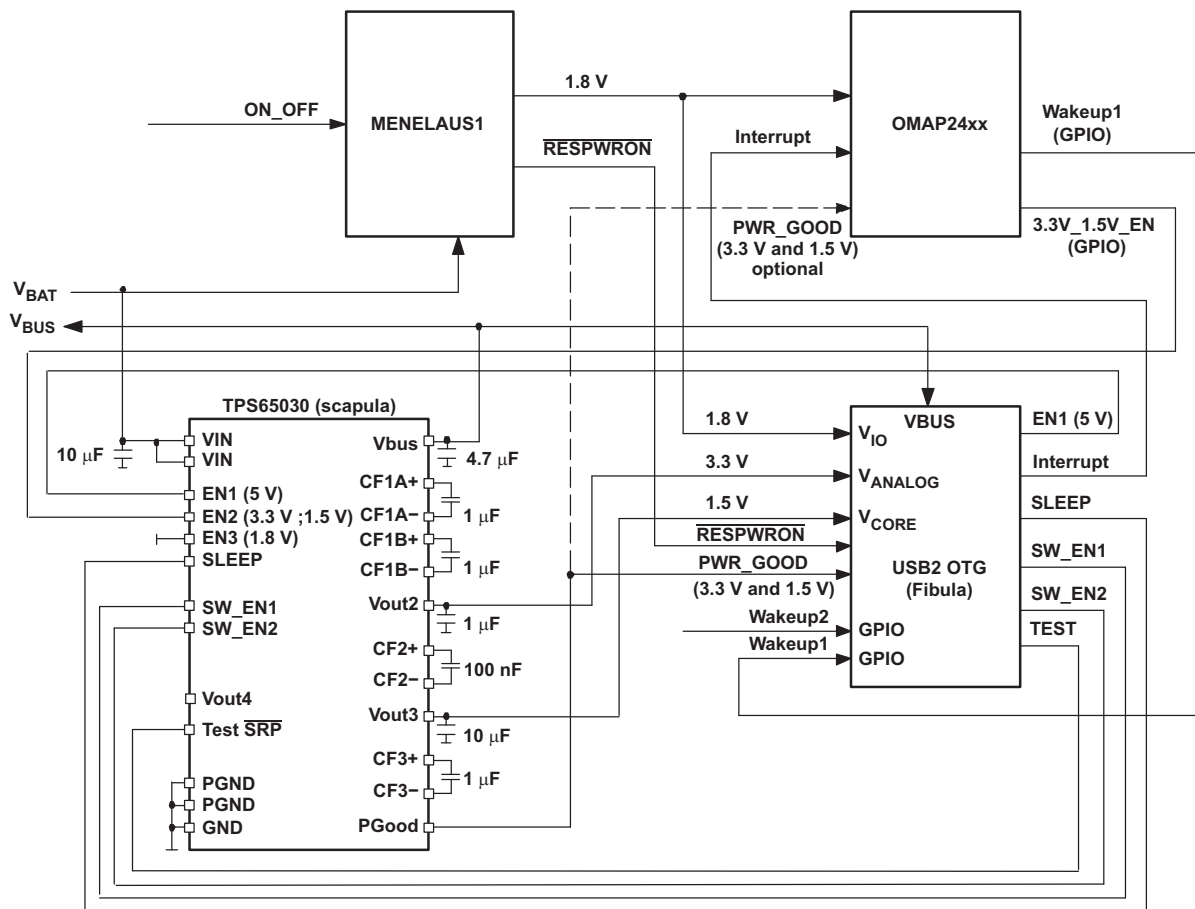 1.8 V
ON_OFF
MENELAUS1
RESPWRON
OMAP24xx
Interrupt
Wakeup1
(GPIO)
PWR_GOOD
(3.3 V and 1.5 V)
optional
3.3V_1.5V_EN
(GPIO)
VBAT
VBUS
TPS65030 (scapula)
10 μF
VIN
VIN
EN1 (5 V)
EN2 (3.3 V ;1.5 V)
EN3 (1.8 V)
SLEEP
SW_EN1
SW_EN2
Vout4
Test SRP
PGND
PGND
GND
Vbus
4.7 μF
CF1A+
CF1A−
1 μF
CF1B+
CF1B−
1 μF
Vout2
1 μF
CF2+
CF2−
100 nF
Vout3
10 μF
CF3+
CF3−
1 μF
PGood
1.8 V
3.3 V
1.5 V
RESPWRON
PWR_GOOD
(3.3 V and 1.5 V)
Wakeup2
Wakeup1
VBUS
VIO
VANALOG
VCORE
USB2 OTG
(Fibula)
GPIO
GPIO
EN1 (5 V)
Interrupt
SLEEP
SW_EN1
SW_EN2
TEST